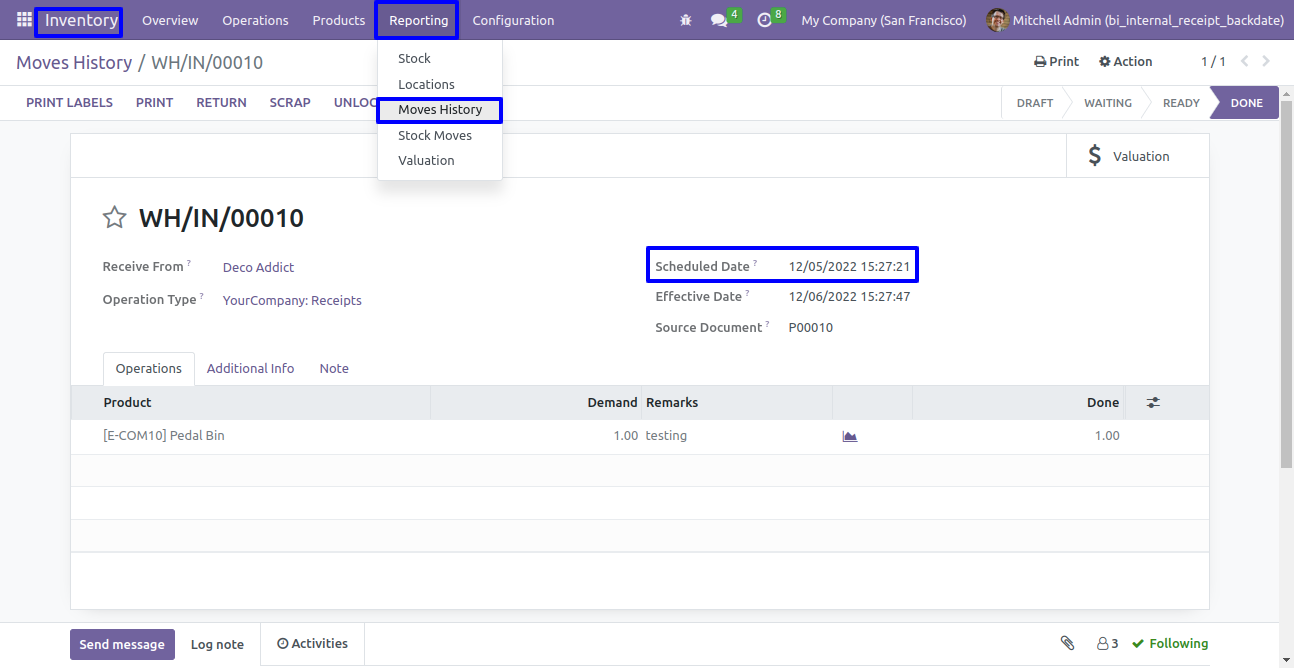 Inventory Overview Operations Products Reporting Configuration 4 8 My Company (San Francisco) Mitchell Admin (bi_internal_receipt_backdate)
Moves History / WH/IN/00010 Print Action 1 / 1
PRINT LABELS PRINT RETURN SCRAP UNLOC DRAFT WAITING READY DONE
Stock
Locations
Moves History
Stock Moves
Valuation
$ Valuation
WH/IN/00010
Receive From ? Deco Addict Scheduled Date ? 12/05/2022 15:27:21
Operation Type ? YourCompany: Receipts Effective Date ? 12/06/2022 15:27:47
Source Document ? P00010
Operations Additional Info Note
Product Demand Remarks Done
[E-COM10] Pedal Bin 1.00 testing 1.00
Send message Log note Activities 3 Following